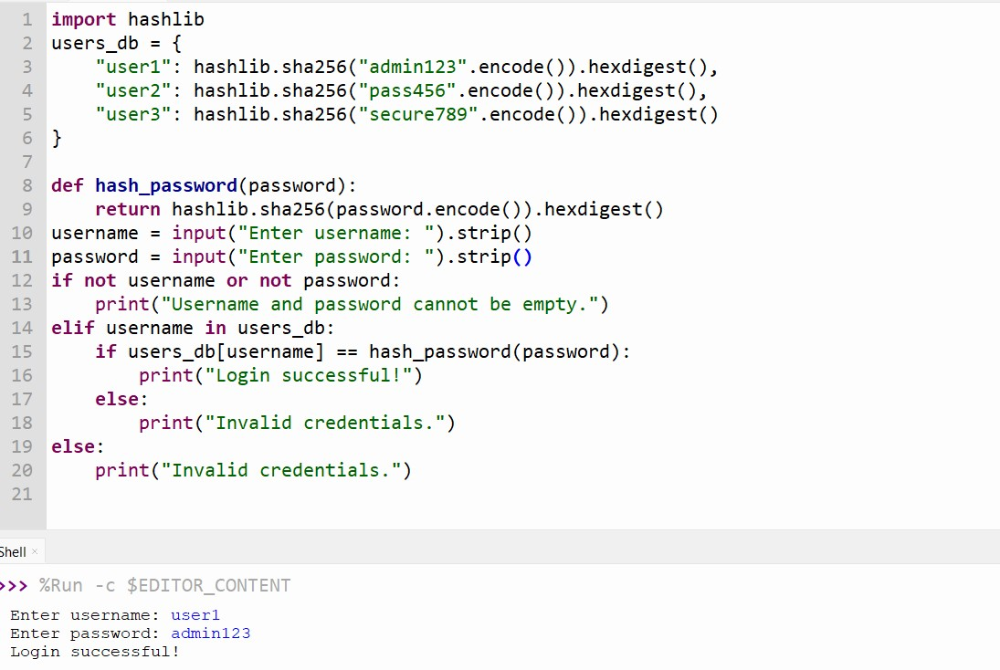 1 import hashlib
2 users_db = {
3     "user1": hashlib.sha256("admin123".encode()).hexdigest(),
4     "user2": hashlib.sha256("pass456".encode()).hexdigest(),
5     "user3": hashlib.sha256("secure789".encode()).hexdigest()
6 }
7
8 def hash_password(password):
9     return hashlib.sha256(password.encode()).hexdigest()
10 username = input("Enter username: ").strip()
11 password = input("Enter password: ").strip()
12 if not username or not password:
13     print("Username and password cannot be empty.")
14 elif username in users_db:
15     if users_db[username] == hash_password(password):
16         print("Login successful!")
17     else:
18         print("Invalid credentials.")
19 else:
20     print("Invalid credentials.")
21
Shell ×
>>> %Run -c $EDITOR_CONTENT
Enter username: user1
Enter password: admin123
Login successful!